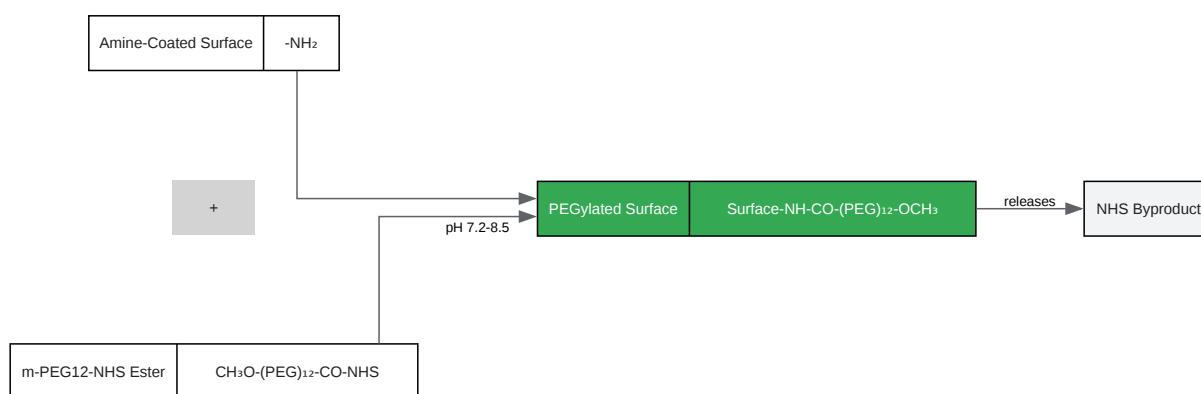 Amine-Coated Surface
-NH₂
+
PEGylated Surface
Surface-NH-CO-(PEG)₁₂-OCH₃
releases
NHS Byproduct
pH 7.2-8.5
m-PEG12-NHS Ester
CH₃O-(PEG)₁₂-CO-NHS